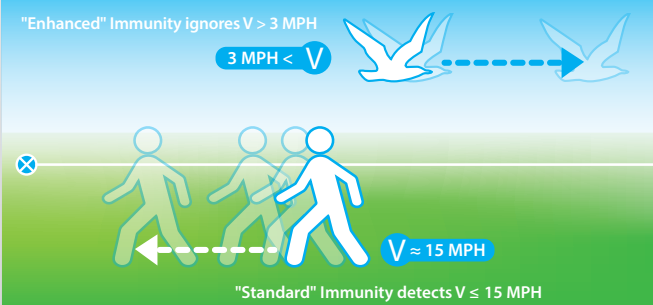 "Enhanced" Immunity ignores V > 3 MPH
3 MPH < V
V ≈ 15 MPH
"Standard" Immunity detects V ≤ 15 MPH